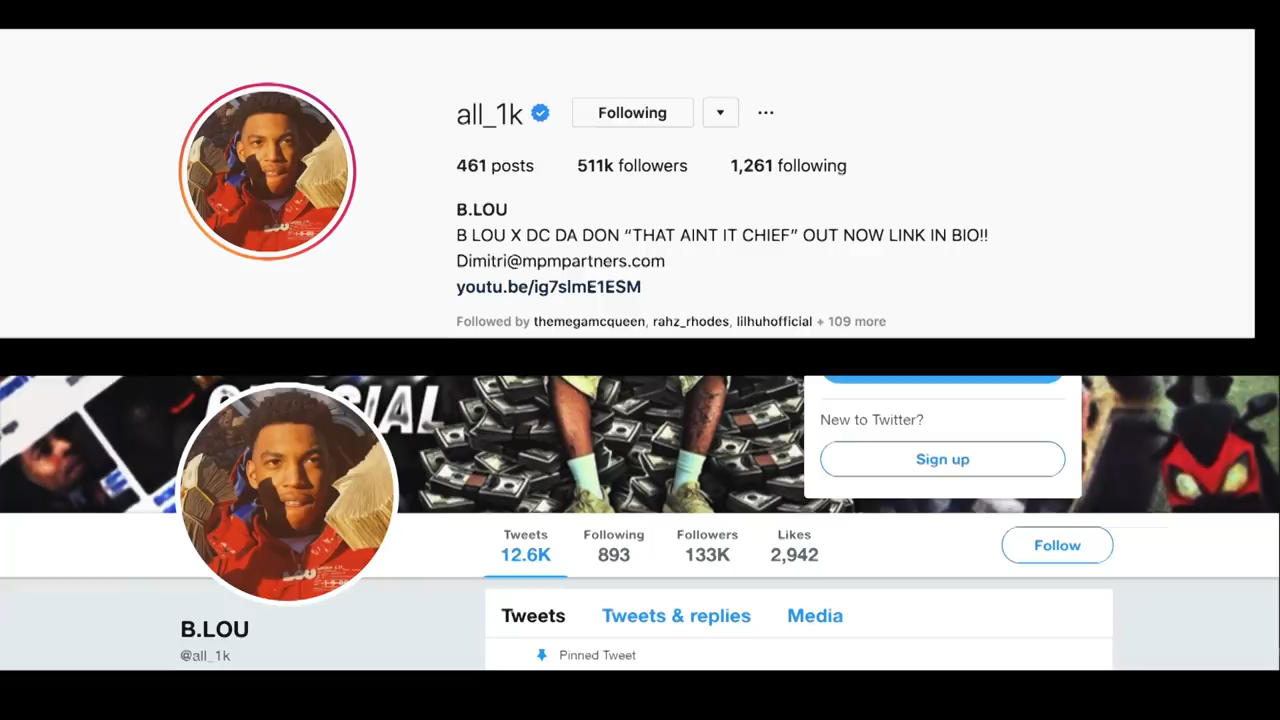 all_1k Following
461 posts 511k followers 1,261 following
B.LOU
B LOU X DC DA DON “THAT AINT IT CHIEF” OUT NOW LINK IN BIO!!
Dimitri@mpmpartners.com
youtu.be/ig7slmE1ESM
Followed by themegamcqueen, rahz_rhodes, lilhuhofficial + 109 more
New to Twitter?
Sign up
Tweets Following Followers Likes
12.6K 893 133K 2,942
Follow
Tweets Tweets & replies Media
B.LOU
@all_1k
Pinned Tweet